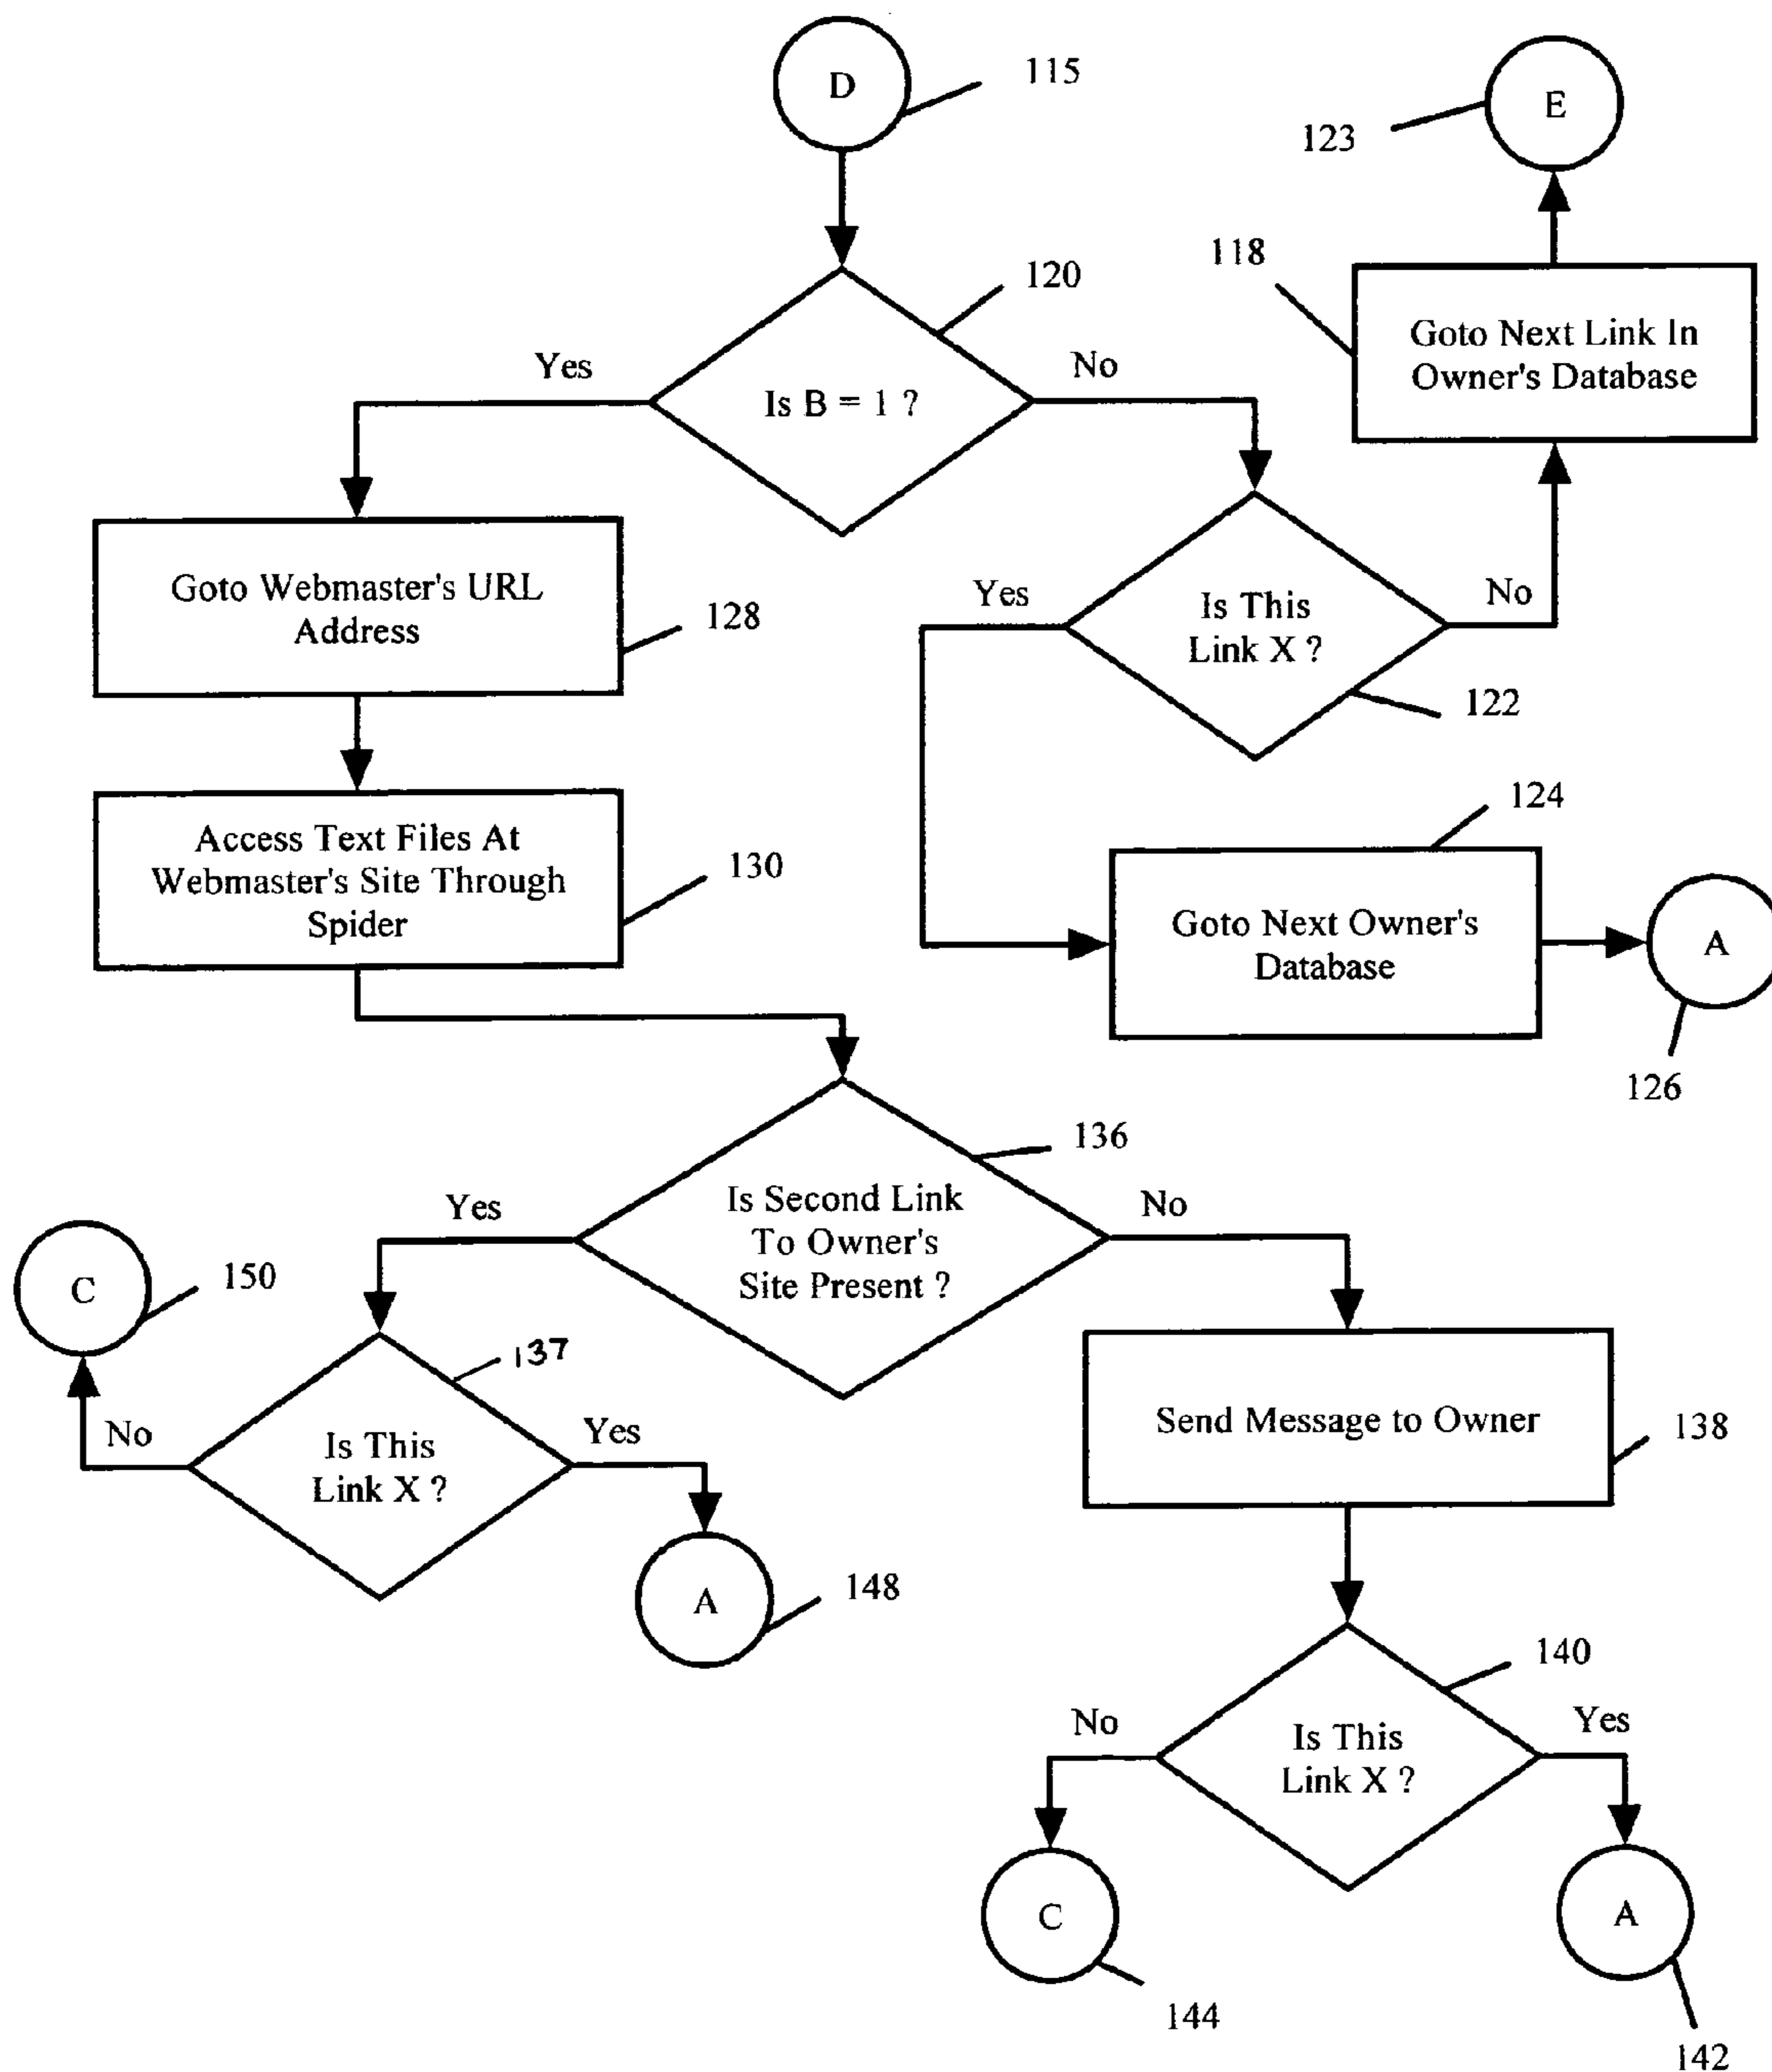 D
115
E
123
120
118
Goto Next Link In
Owner's Database
Yes
No
Is B = 1 ?
Goto Webmaster's URL
Address
128
Yes
No
Is This
Link X ?
122
124
Access Text Files At
Webmaster's Site Through
Spider
130
Goto Next Owner's
Database
A
126
136
Yes
No
Is Second Link
To Owner's
Site Present ?
C
150
137
No
Yes
Is This
Link X ?
Send Message to Owner
138
A
148
140
No
Yes
Is This
Link X ?
C
A
144
142